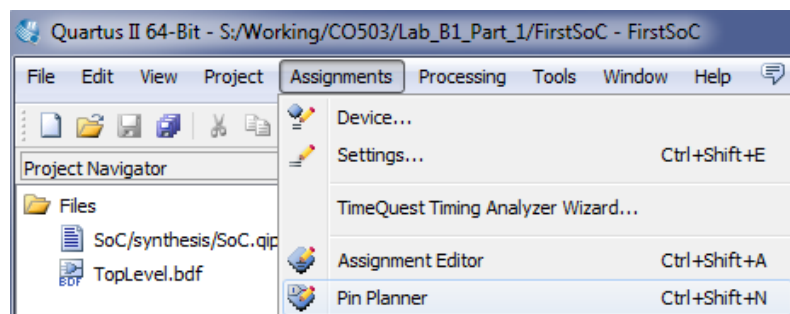 Quartus II 64-Bit - S:/Working/CO503/Lab_B1_Part_1/FirstSoC - FirstSoC
File Edit View Project Assignments Processing Tools Window Help
Device...
Project Navigator
Settings... Ctrl+Shift+E
Files
TimeQuest Timing Analyzer Wizard...
SoC/synthesis/SoC.qip
Assignment Editor Ctrl+Shift+A
BDF TopLevel.bdf
Pin Planner Ctrl+Shift+N